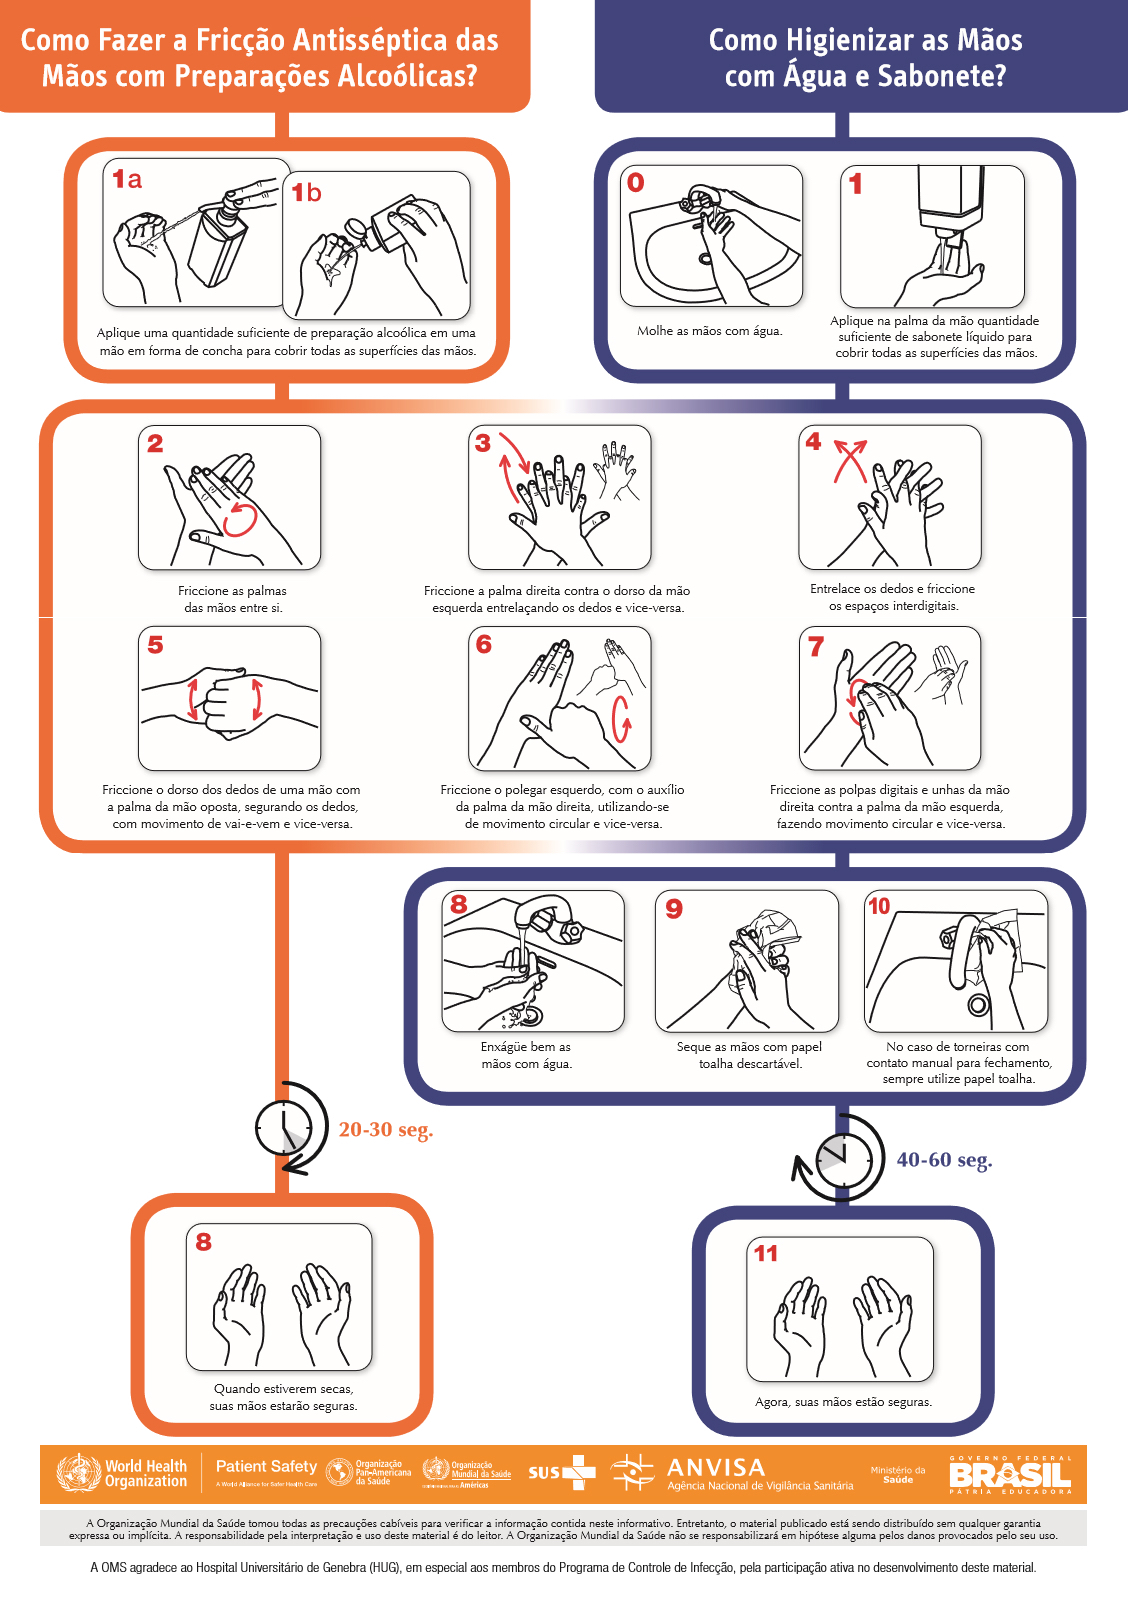 Como Fazer a Fricção Antisséptica das
Mãos com Preparações Alcoólicas?
Como Higienizar as Mãos
com Água e Sabonete?
1a
1b
Aplique uma quantidade suficiente de preparação alcoólica em uma
mão em forma de concha para cobrir todas as superfícies das mãos.
0
Molhe as mãos com água.
1
Aplique na palma da mão quantidade
suficiente de sabonete líquido para
cobrir todas as superfícies das mãos.
2
Friccione as palmas
das mãos entre si.
3
Friccione a palma direita contra o dorso da mão
esquerda entrelaçando os dedos e vice-versa.
4
Entrelace os dedos e friccione
os espaços interdigitais.
5
Friccione o dorso dos dedos de uma mão com
a palma da mão oposta, segurando os dedos,
com movimento de vai-e-vem e vice-versa.
6
Friccione o polegar esquerdo, com o auxílio
da palma da mão direita, utilizando-se
de movimento circular e vice-versa.
7
Friccione as polpas digitais e unhas da mão
direita contra a palma da mão esquerda,
fazendo movimento circular e vice-versa.
8
Enxágüe bem as
mãos com água.
9
Seque as mãos com papel
toalha descartável.
10
No caso de torneiras com
contato manual para fechamento,
sempre utilize papel toalha.
20-30 seg.
40-60 seg.
8
Quando estiverem secas,
suas mãos estarão seguras.
11
Agora, suas mãos estão seguras.
World Health
Organization
Patient Safety
A World Alliance for Safer Health Care
Organização
Pan-Americana
da Saúde
Organização
Mundial da Saúde
Américas
SUS
ANVISA
Agência Nacional de Vigilância Sanitária
Ministério da
Saúde
GOVERNO FEDERAL
BRASIL
PÁTRIA EDUCADORA
A Organização Mundial da Saúde tomou todas as precauções cabíveis para verificar a informação contida neste informativo. Entretanto, o material publicado está sendo distribuído sem qualquer garantia
expressa ou implícita. A responsabilidade pela interpretação e uso deste material é do leitor. A Organização Mundial da Saúde não se responsabilizará em hipótese alguma pelos danos provocados pelo seu uso.
A OMS agradece ao Hospital Universitário de Genebra (HUG), em especial aos membros do Programa de Controle de Infecção, pela participação ativa no desenvolvimento deste material.